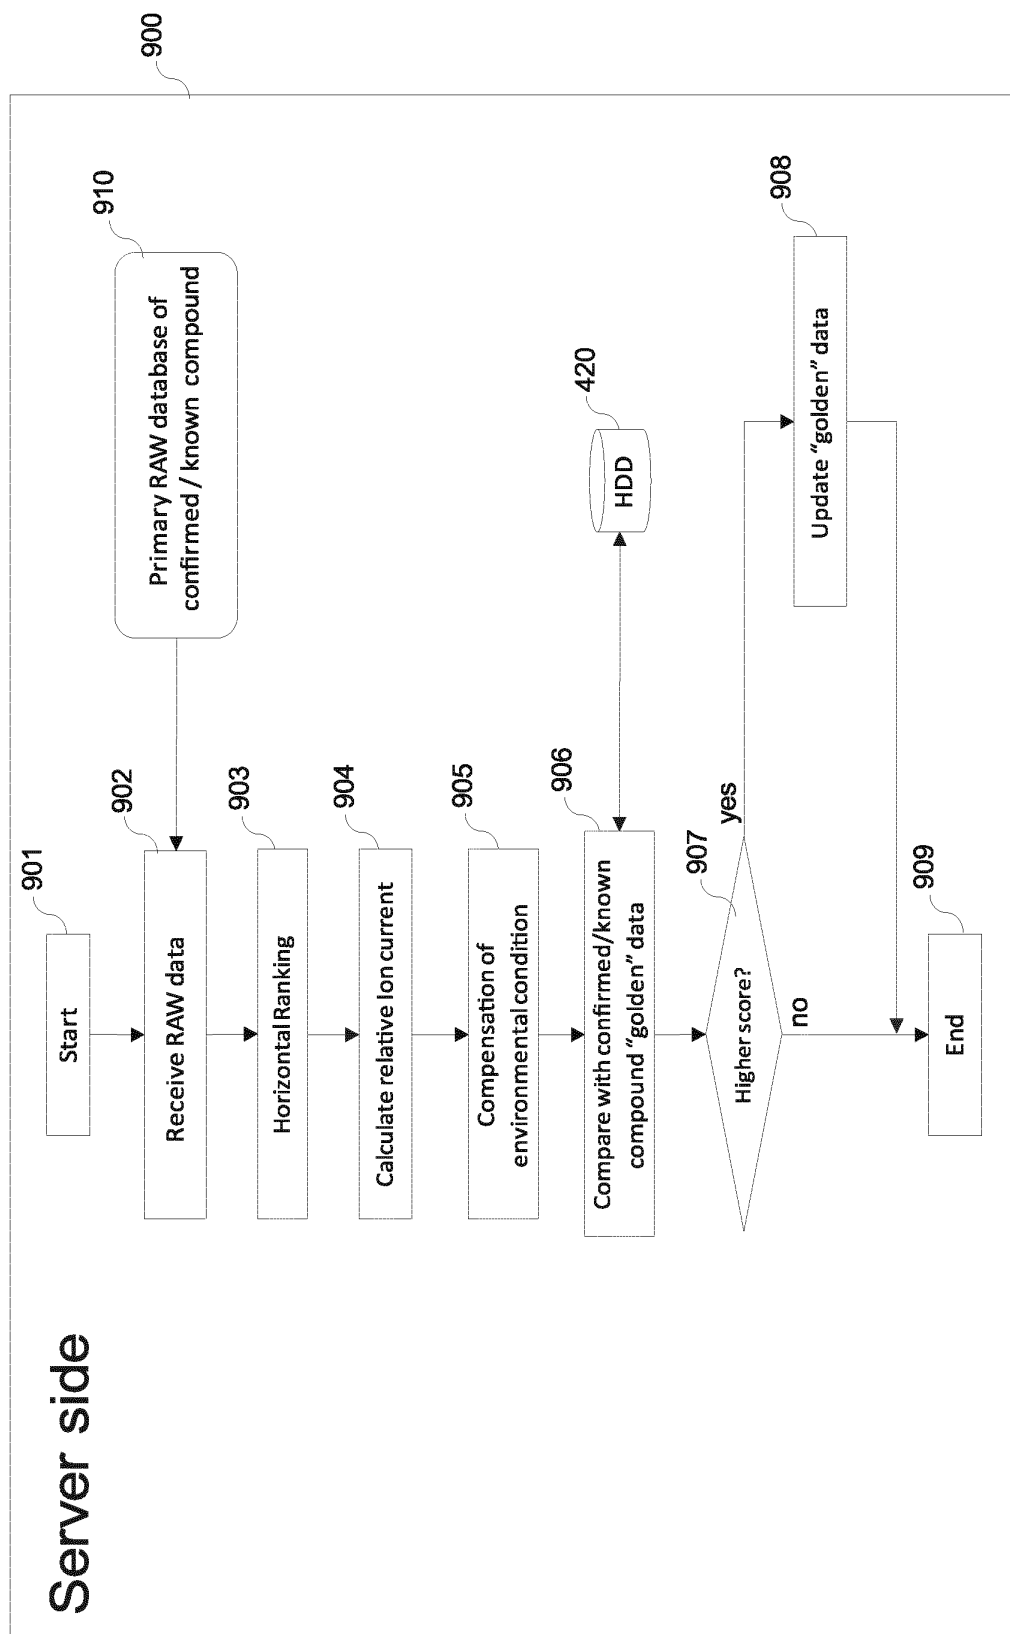 Server side
900
901
Start
902
Receive RAW data
910
Primary RAW database of
confirmed / known compound
903
Horizontal Ranking
904
Calculate relative Ion current
905
Compensation of
environmental condition
906
Compare with confirmed/known
compound “golden” data
420
HDD
907
Higher score?
yes
no
908
Update “golden” data
909
End